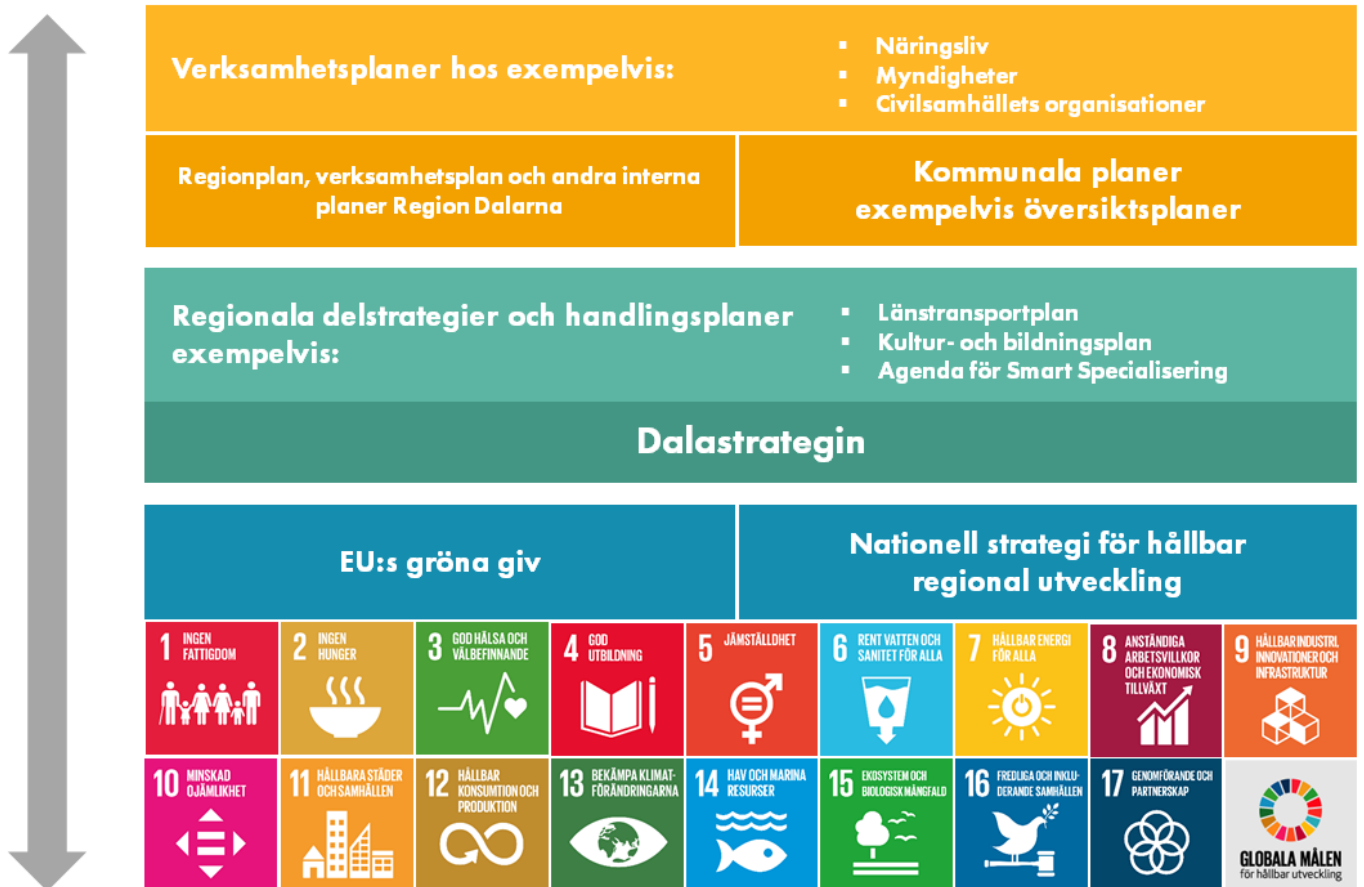 Verksamhetsplaner hos exempelvis:
▪ Näringsliv
▪ Myndigheter
▪ Civilsamhällets organisationer
Regionplan, verksamhetsplan och andra interna
planer Region Dalarna
Kommunala planer
exempelvis översiktsplaner
Regionala delstrategier och handlingsplaner
exempelvis:
▪ Länstransportplan
▪ Kultur- och bildningsplan
▪ Agenda för Smart Specialisering
Dalastrategin
EU:s gröna giv
Nationell strategi för hållbar
regional utveckling
1 INGEN
FATTIGDOM
2 INGEN
HUNGER
3 GOD HÄLSA OCH
VÄLBEFINNANDE
4 GOD
UTBILDNING
5 JÄMSTÄLLDHET
6 RENT VATTEN OCH
SANITET FÖR ALLA
7 HÅLLBAR ENERGI
FÖR ALLA
8 ANSTÄNDIGA
ARBETSVILLKOR
OCH EKONOMISK
TILLVÄXT
9 HÅLLBAR INDUSTRI,
INNOVATIONER OCH
INFRASTRUKTUR
10 MINSKAD
OJÄMLIKHET
11 HÅLLBARA STÄDER
OCH SAMHÄLLEN
12 HÅLLBAR
KONSUMTION OCH
PRODUKTION
13 BEKÄMPA KLIMAT-
FÖRÄNDRINGARNA
14 HAV OCH MARINA
RESURSER
15 EKOSYSTEM OCH
BIOLOGISK MÅNGFALD
16 FREDLIGA OCH INKLU-
DERANDE SAMHÄLLEN
17 GENOMFÖRANDE OCH
PARTNERSKAP
GLOBALA MÅLEN
för hållbar utveckling